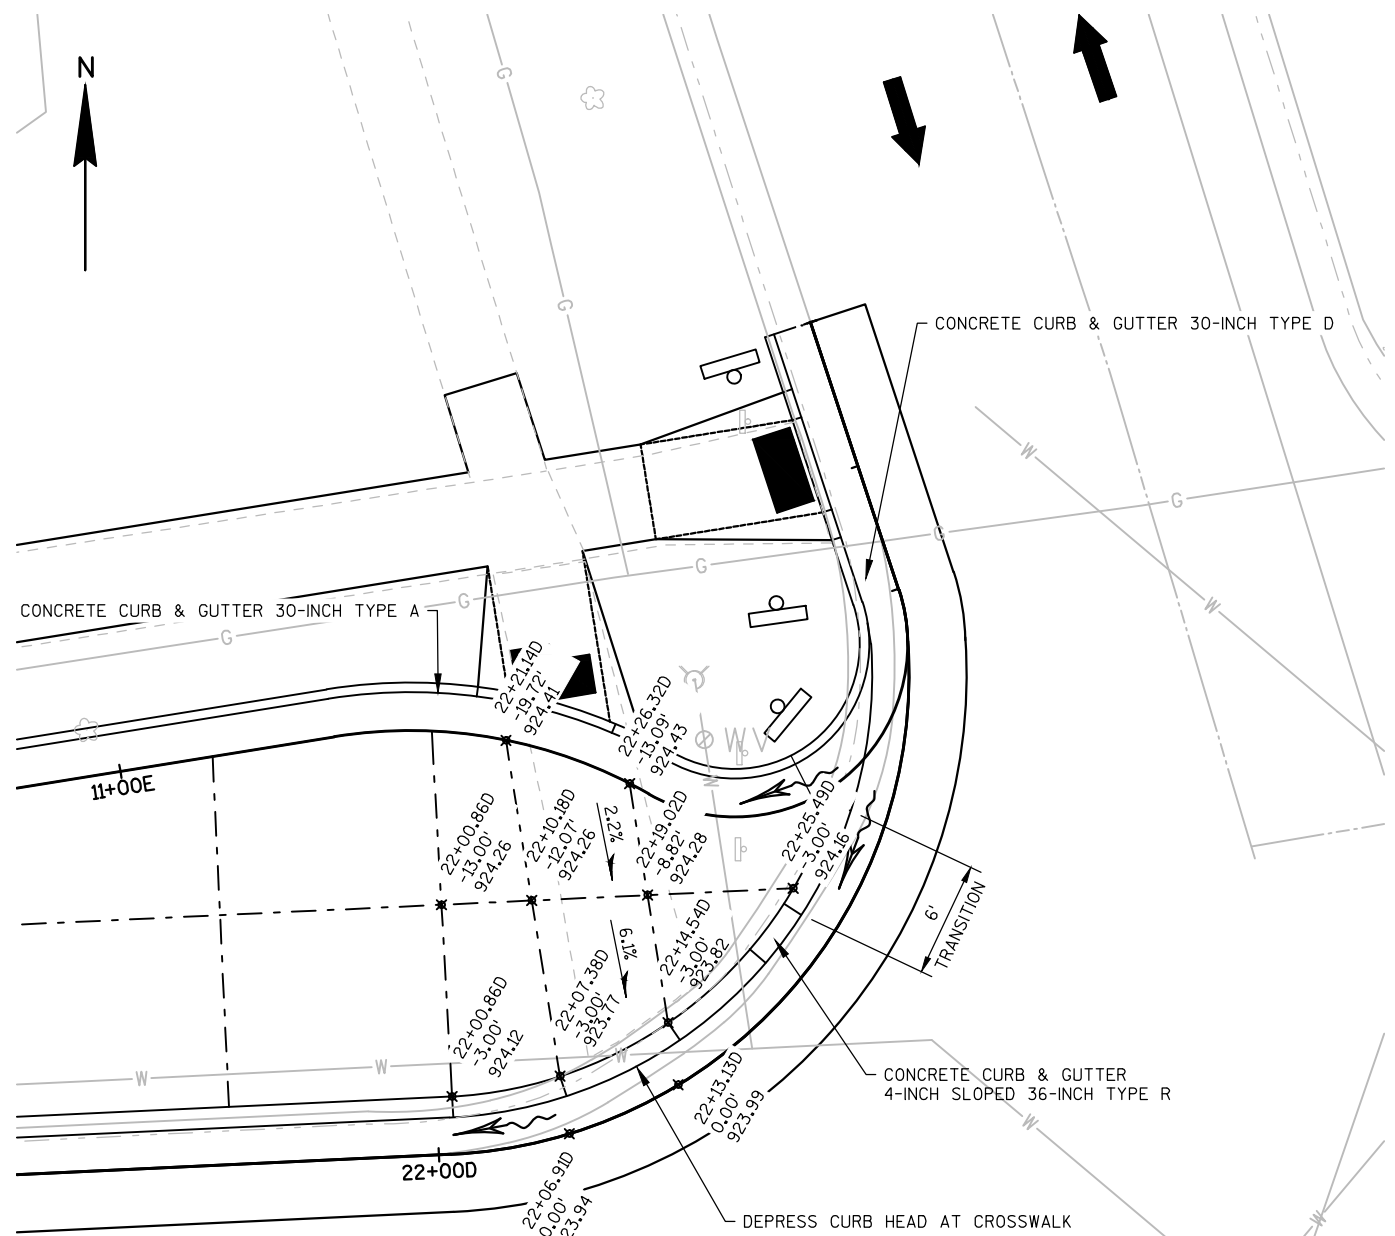 N
G
G
CONCRETE CURB & GUTTER 30-INCH TYPE D
W
G
G
G
G
W
CONCRETE CURB & GUTTER 30-INCH TYPE A
G
22+21.14D
-19.72'
924.41
22+26.32D
-13.09'
924.43
WV
W
11+00E
22+00.86D
-13.00'
924.26
22+10.18D
-12.07'
924.26
2.2%
22+19.02D
-8.82'
924.28
22+25.49D
-3.00'
924.16
6'
TRANSITION
6.1%
22+14.54D
-3.00'
923.82
22+07.38D
-3.00'
923.77
22+00.86D
-3.00'
924.12
W
W
W
CONCRETE CURB & GUTTER
4-INCH SLOPED 36-INCH TYPE R
22+13.13D
0.00'
923.99
W
22+00D
22+06.91D
0.00'
23.94
DEPRESS CURB HEAD AT CROSSWALK
W